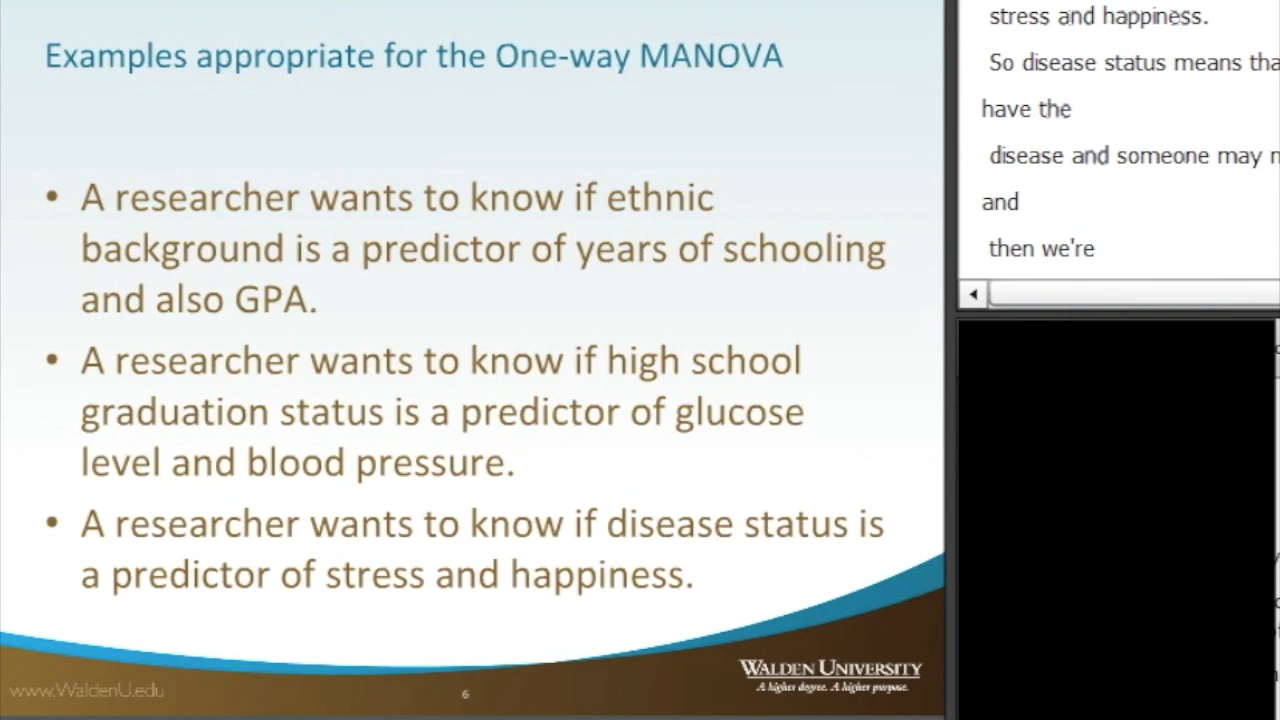 Examples appropriate for the One-way MANOVA
• A researcher wants to know if ethnic
background is a predictor of years of schooling
and also GPA.
• A researcher wants to know if high school
graduation status is a predictor of glucose
level and blood pressure.
• A researcher wants to know if disease status is
a predictor of stress and happiness.
www.WaldenU.edu
6
WALDEN UNIVERSITY
A higher degree. A higher purpose.
stress and happiness.
So disease status means
have the
disease and someone may
and
then we're